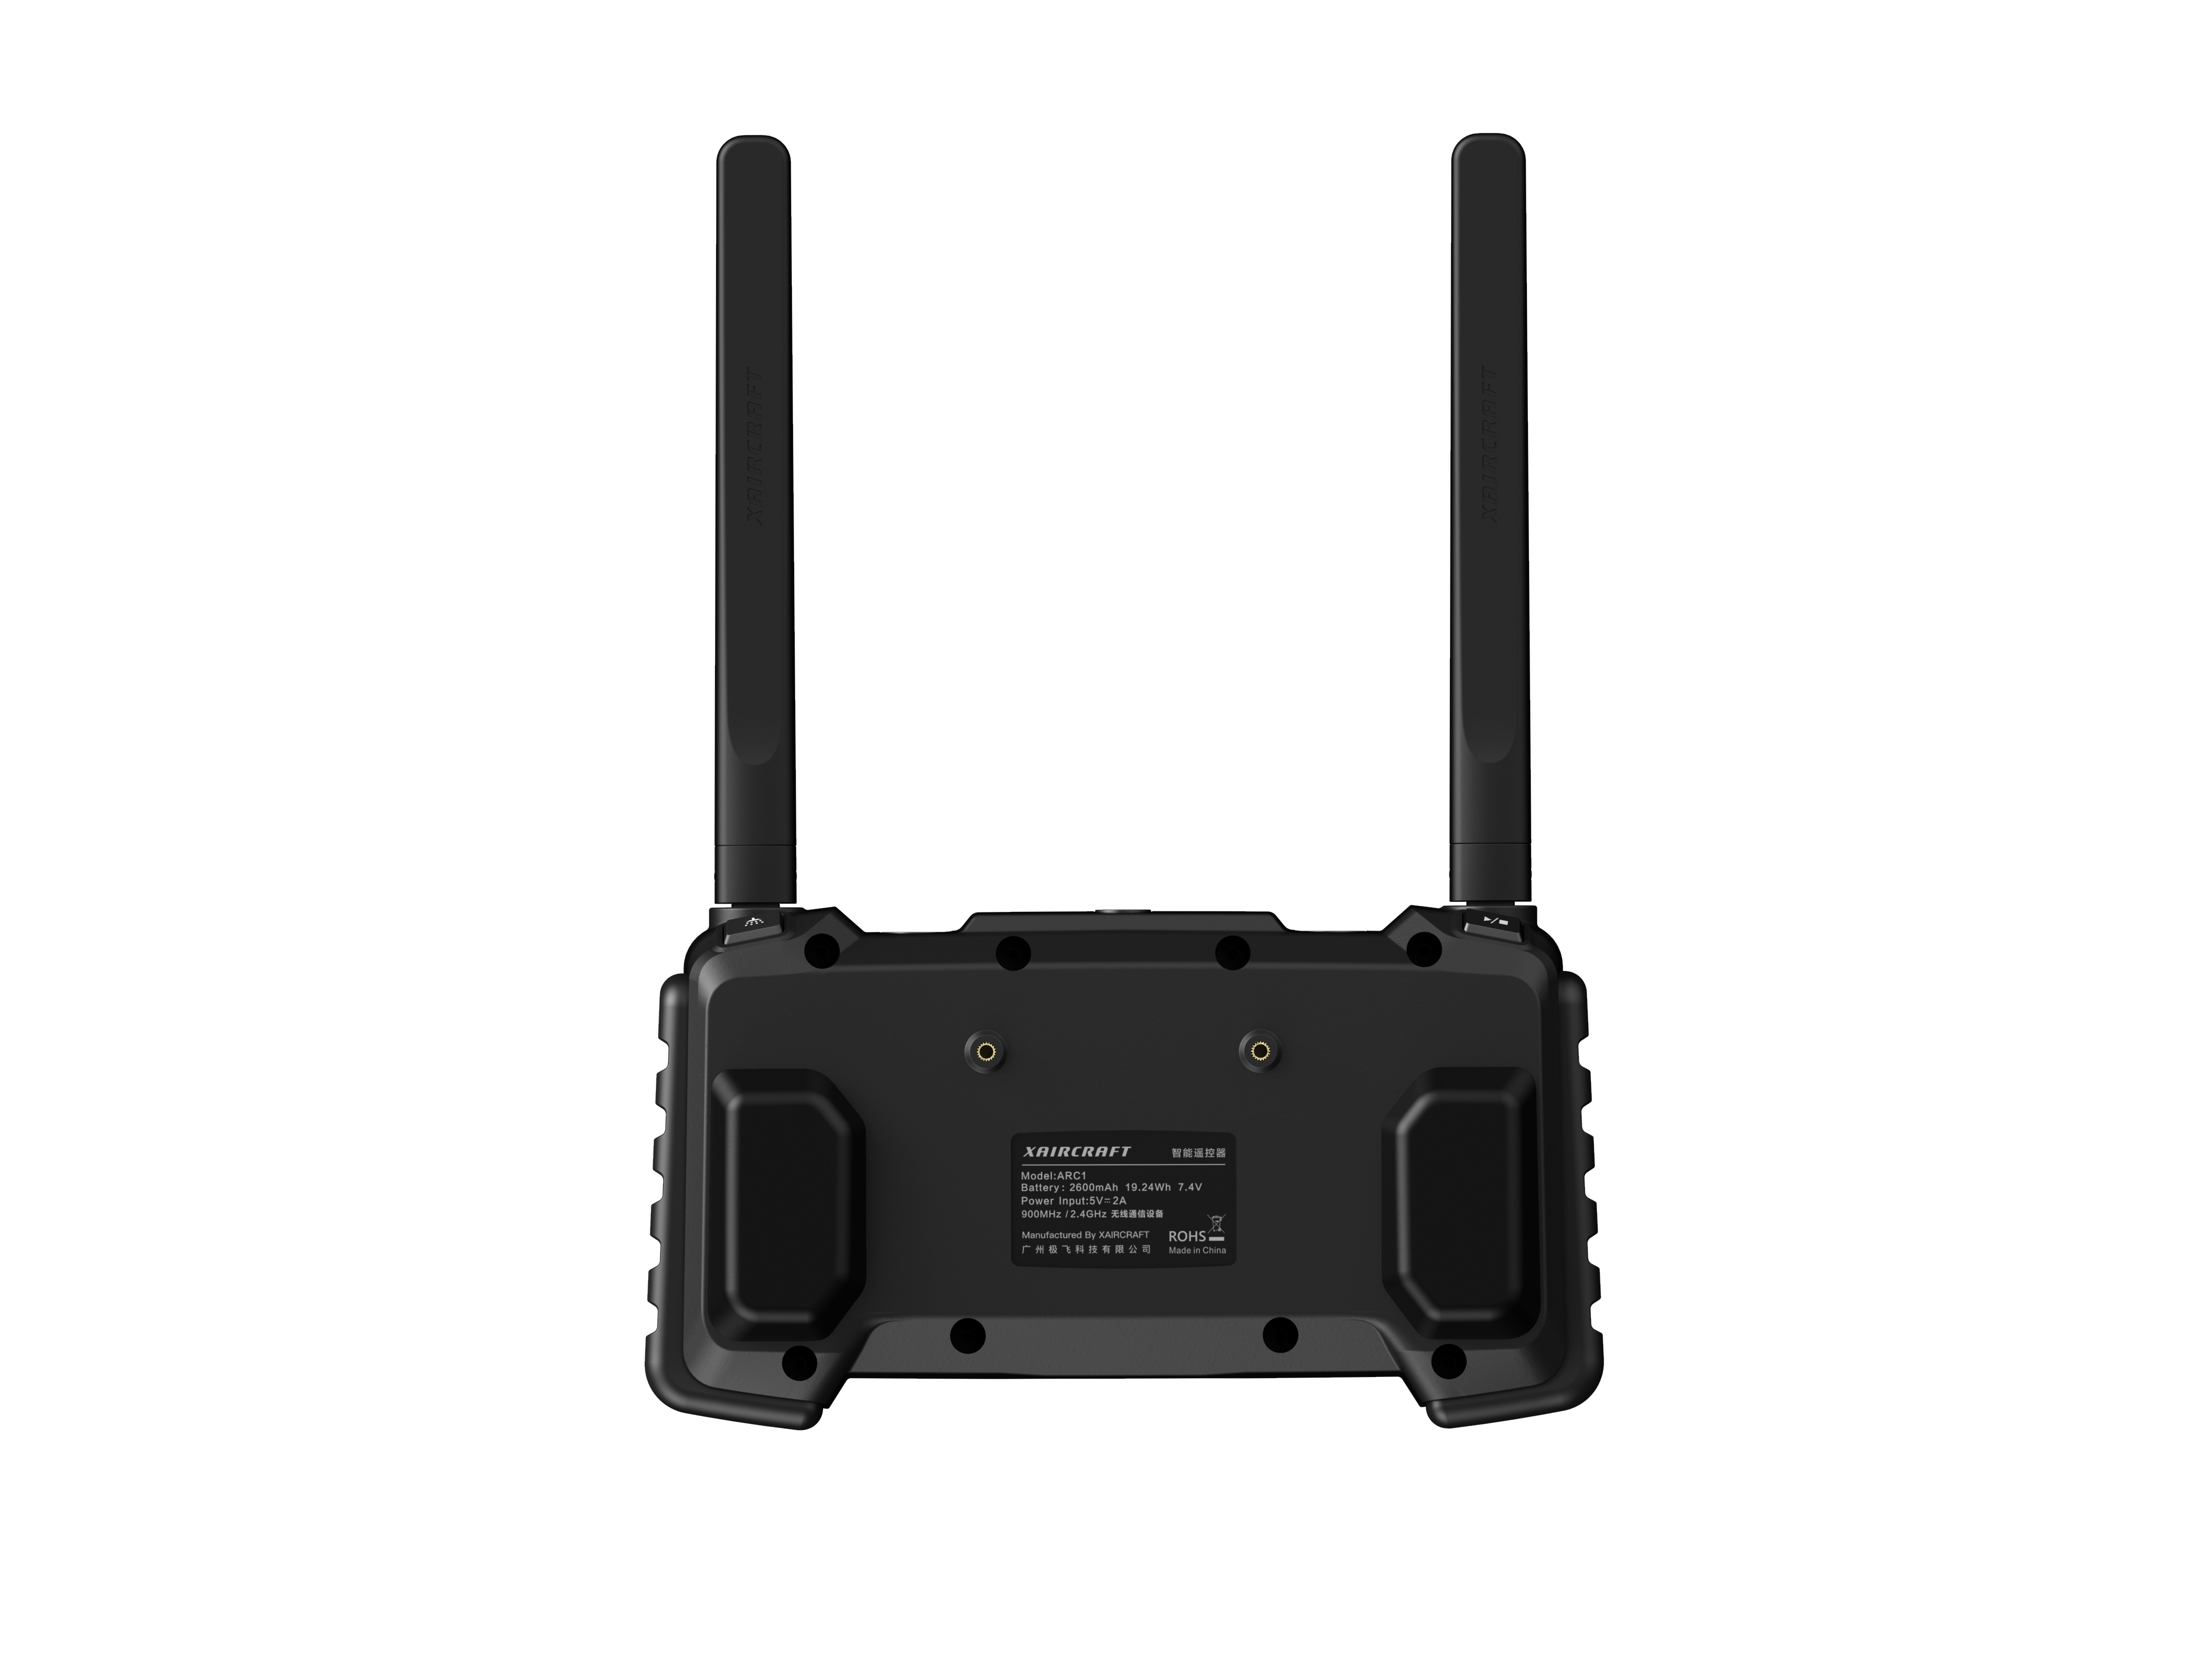 XAIRCRAFT
XAIRCRAFT
XAIRCRAFT 智能遥控器
Model:ARC1
Battery: 2600mAh 19.24Wh 7.4V
Power Input:5V⎓2A
900MHz /2.4GHz 无线通信设备
Manufactured By XAIRCRAFT ROHS
广州极飞科技有限公司 Made in China